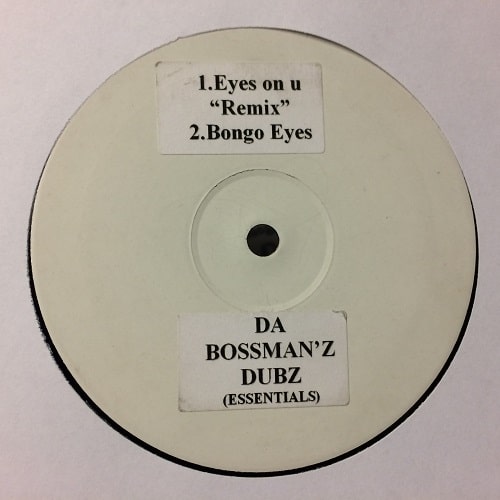 1.Eyes on u
“Remix”
2.Bongo Eyes
DA
BOSSMAN’Z
DUBZ
(ESSENTIALS)